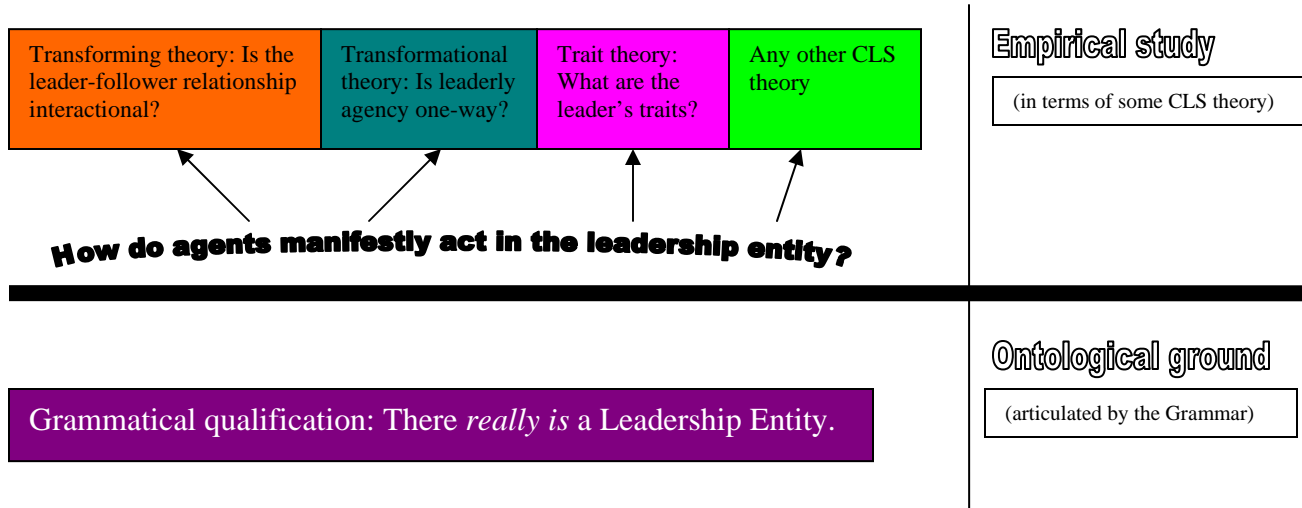 Transforming theory: Is the
leader-follower relationship
interactional?
Transformational
theory: Is leaderly
agency one-way?
Trait theory:
What are the
leader's traits?
Any other CLS
theory
Empirical study
(in terms of some CLS theory)
How do agents manifestly act in the leadership entity?
Ontological ground
(articulated by the Grammar)
Grammatical qualification: There really is a Leadership Entity.